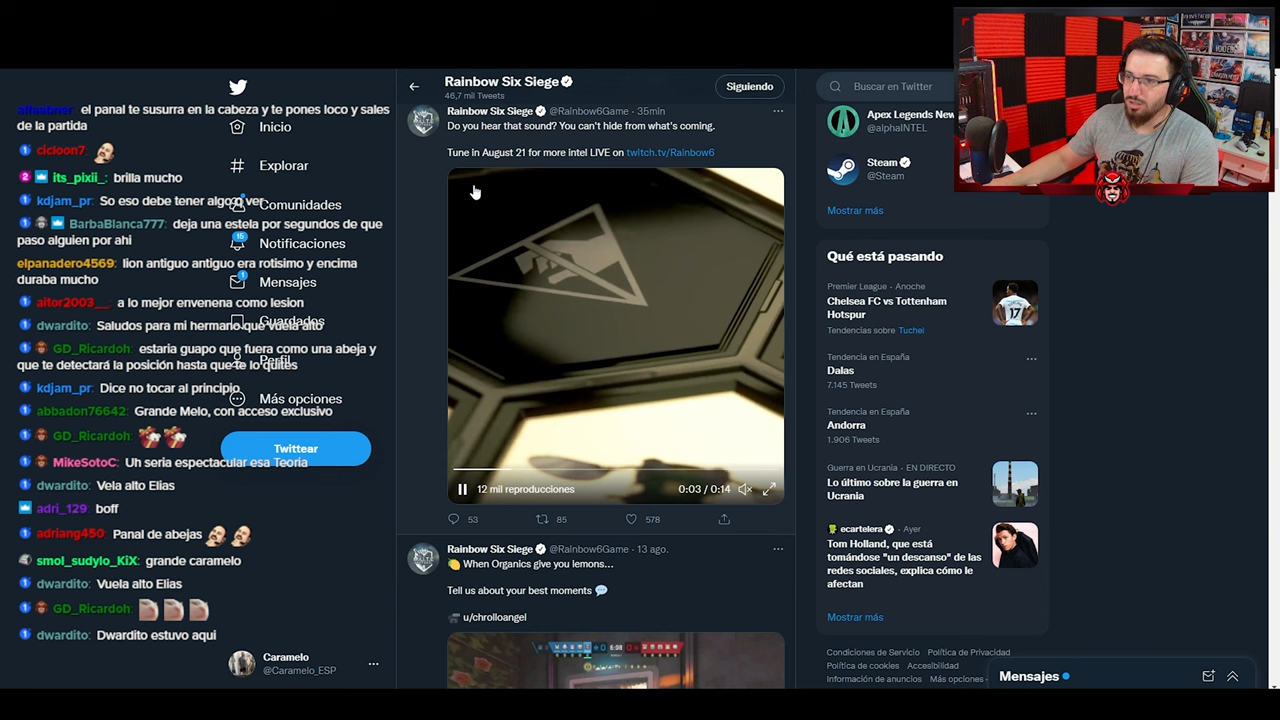 alfatimer el panal te susurra en la cabeza y te pones loco y sales
de la partida
cicloon7:
its_pixii_: brilla mucho
kdjam_pr: So eso debe tener algo q ver
BarbaBlanca777: deja una estela por segundos de que
paso alguien por ahi
elpanadero4569: lion antiguo antiguo era rotisimo y encima
duraba mucho
aitor2003__: a lo mejor envenena como lesion
dwardito: Saludos para mi hermano que vuela alto
GD_Ricardoh: estaria guapo que fuera como una abeja y
que te detectará la posición hasta que te lo quites
kdjam_pr: Dice no tocar al principio
abbadon76642: Grande Melo, con acceso exclusivo
GD_Ricardoh:
MikeSotoC: Uh seria espectacular esa Teoria
dwardito: Vela alto Elias
adri_129: boff
adriang450: Panal de abejas
smol_sudylo_KiX: grande caramelo
dwardito: Vuela alto Elias
GD_Ricardoh:
dwardito: Dwardito estuvo aqui
Inicio
Explorar
Comunidades
15
Notificaciones
1
Mensajes
Guardados
Perfil
Más opciones
Twittear
Caramelo
@Caramelo_ESP
Rainbow Six Siege
46,7 mil Tweets
Siguiendo
Rainbow Six Siege @Rainbow6Game · 35min
Do you hear that sound? You can't hide from what's coming.
Tune in August 21 for more intel LIVE on twitch.tv/Rainbow6
12 mil reproducciones
0:03 / 0:14
53
85
578
Rainbow Six Siege @Rainbow6Game · 13 ago.
When Organics give you lemons...
Tell us about your best moments
u/chrolloangel
Buscar en Twitter
Apex Legends New
@alphaINTEL
Steam
@Steam
Mostrar más
Qué está pasando
Premier League · Anoche
Chelsea FC vs Tottenham
Hotspur
Tendencias sobre Tuchel
17
Tendencia en España
Dalas
7.145 Tweets
Tendencia en España
Andorra
1.906 Tweets
Guerra en Ucrania · EN DIRECTO
Lo último sobre la guerra en
Ucrania
ecartelera · Ayer
Tom Holland, que está
tomándose "un descanso" de las
redes sociales, explica cómo le
afectan
Mostrar más
Condiciones de Servicio Política de Privacidad
Política de cookies Accesibilidad
Información de anuncios Más opciones
Mensajes